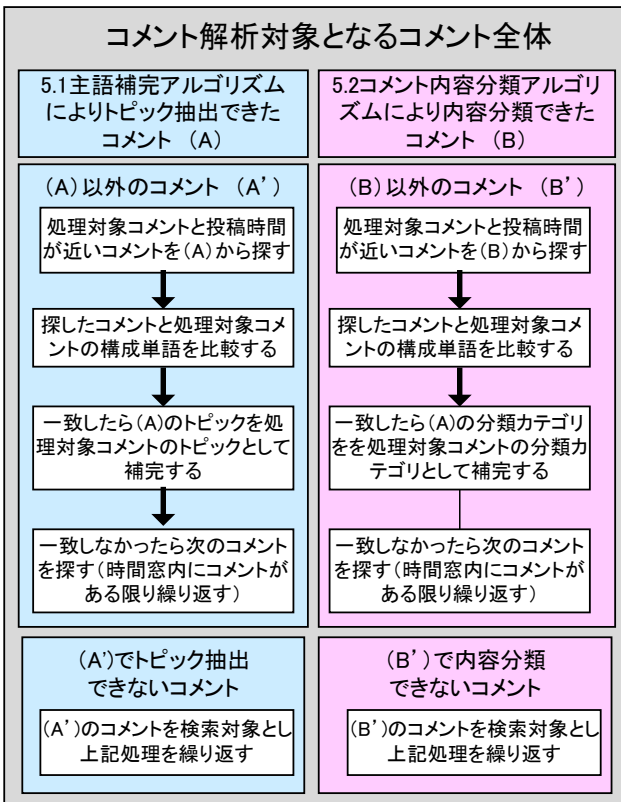 コメント解析対象となるコメント全体
5.1主語補完アルゴリズム
によりトピック抽出できた
コメント （A）
（A）以外のコメント （A’）
処理対象コメントと投稿時間
が近いコメントを（A）から探す
探したコメントと処理対象コメ
ントの構成単語を比較する
一致したら（A）のトピックを処
理対象コメントのトピックとして
補完する
一致しなかったら次のコメント
を探す（時間窓内にコメントが
ある限り繰り返す）
（A’）でトピック抽出
できないコメント
（A’）のコメントを検索対象とし
上記処理を繰り返す
5.2コメント内容分類アルゴリ
ズムにより内容分類できた
コメント （B）
（B）以外のコメント （B’）
処理対象コメントと投稿時間
が近いコメントを（B）から探す
探したコメントと処理対象コメ
ントの構成単語を比較する
一致したら（A）の分類カテゴリ
をを処理対象コメントの分類カ
テゴリとして補完する
一致しなかったら次のコメント
を探す（時間窓内にコメントが
ある限り繰り返す）
（B’）で内容分類
できないコメント
（B’）のコメントを検索対象とし
上記処理を繰り返す